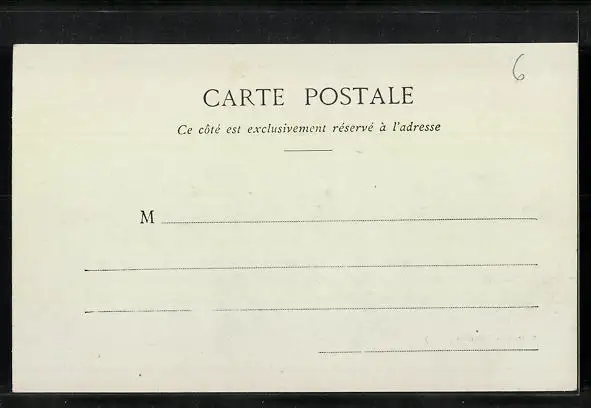 6
CARTE POSTALE
Ce côté est exclusivement réservé à l'adresse
M